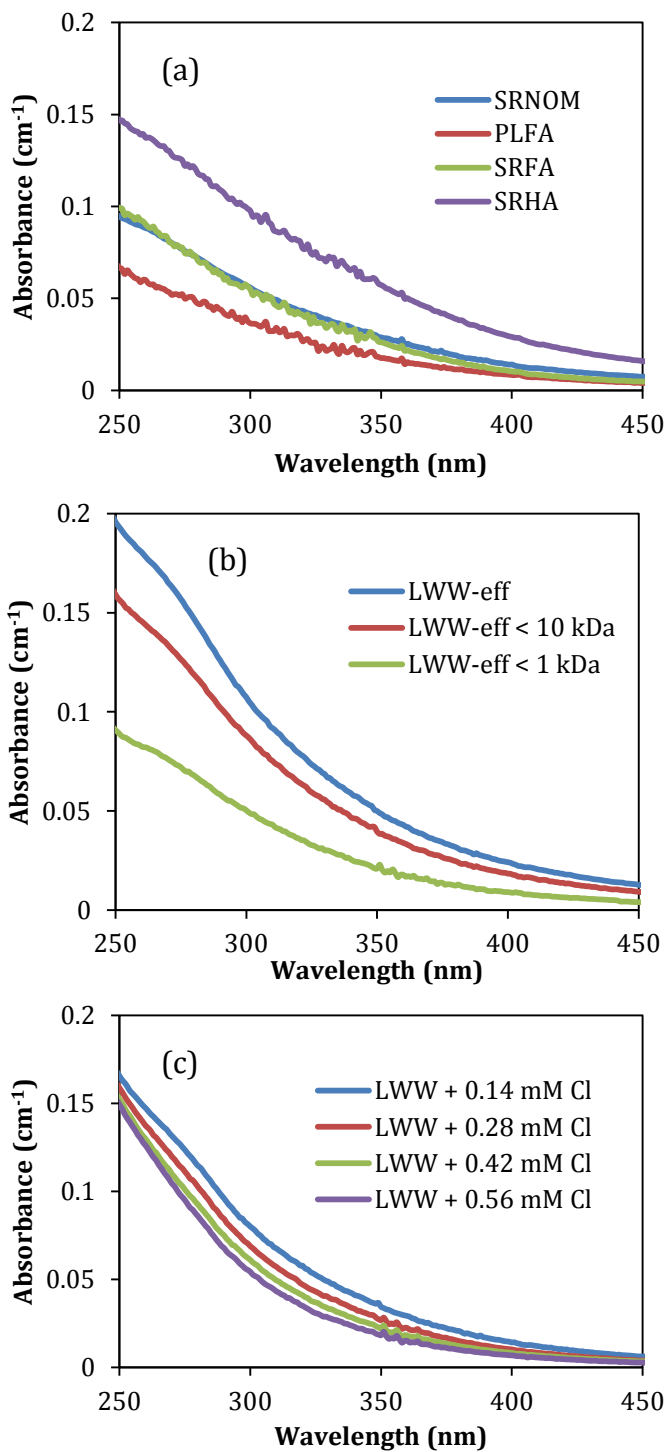 0.2
(a)
SRNOM
PLFA
SRFA
SRHA
0.15
0.1
0.05
0
Absorbance (cm⁻¹)
250 300 350 400 450
Wavelength (nm)
0.2
(b)
LWW-eff
LWW-eff < 10 kDa
LWW-eff < 1 kDa
0.15
0.1
0.05
0
Absorbance (cm⁻¹)
250 300 350 400 450
Wavelength (nm)
0.2
(c)
LWW + 0.14 mM Cl
LWW + 0.28 mM Cl
LWW + 0.42 mM Cl
LWW + 0.56 mM Cl
0.15
0.1
0.05
0
Absorbance (cm⁻¹)
250 300 350 400 450
Wavelength (nm)